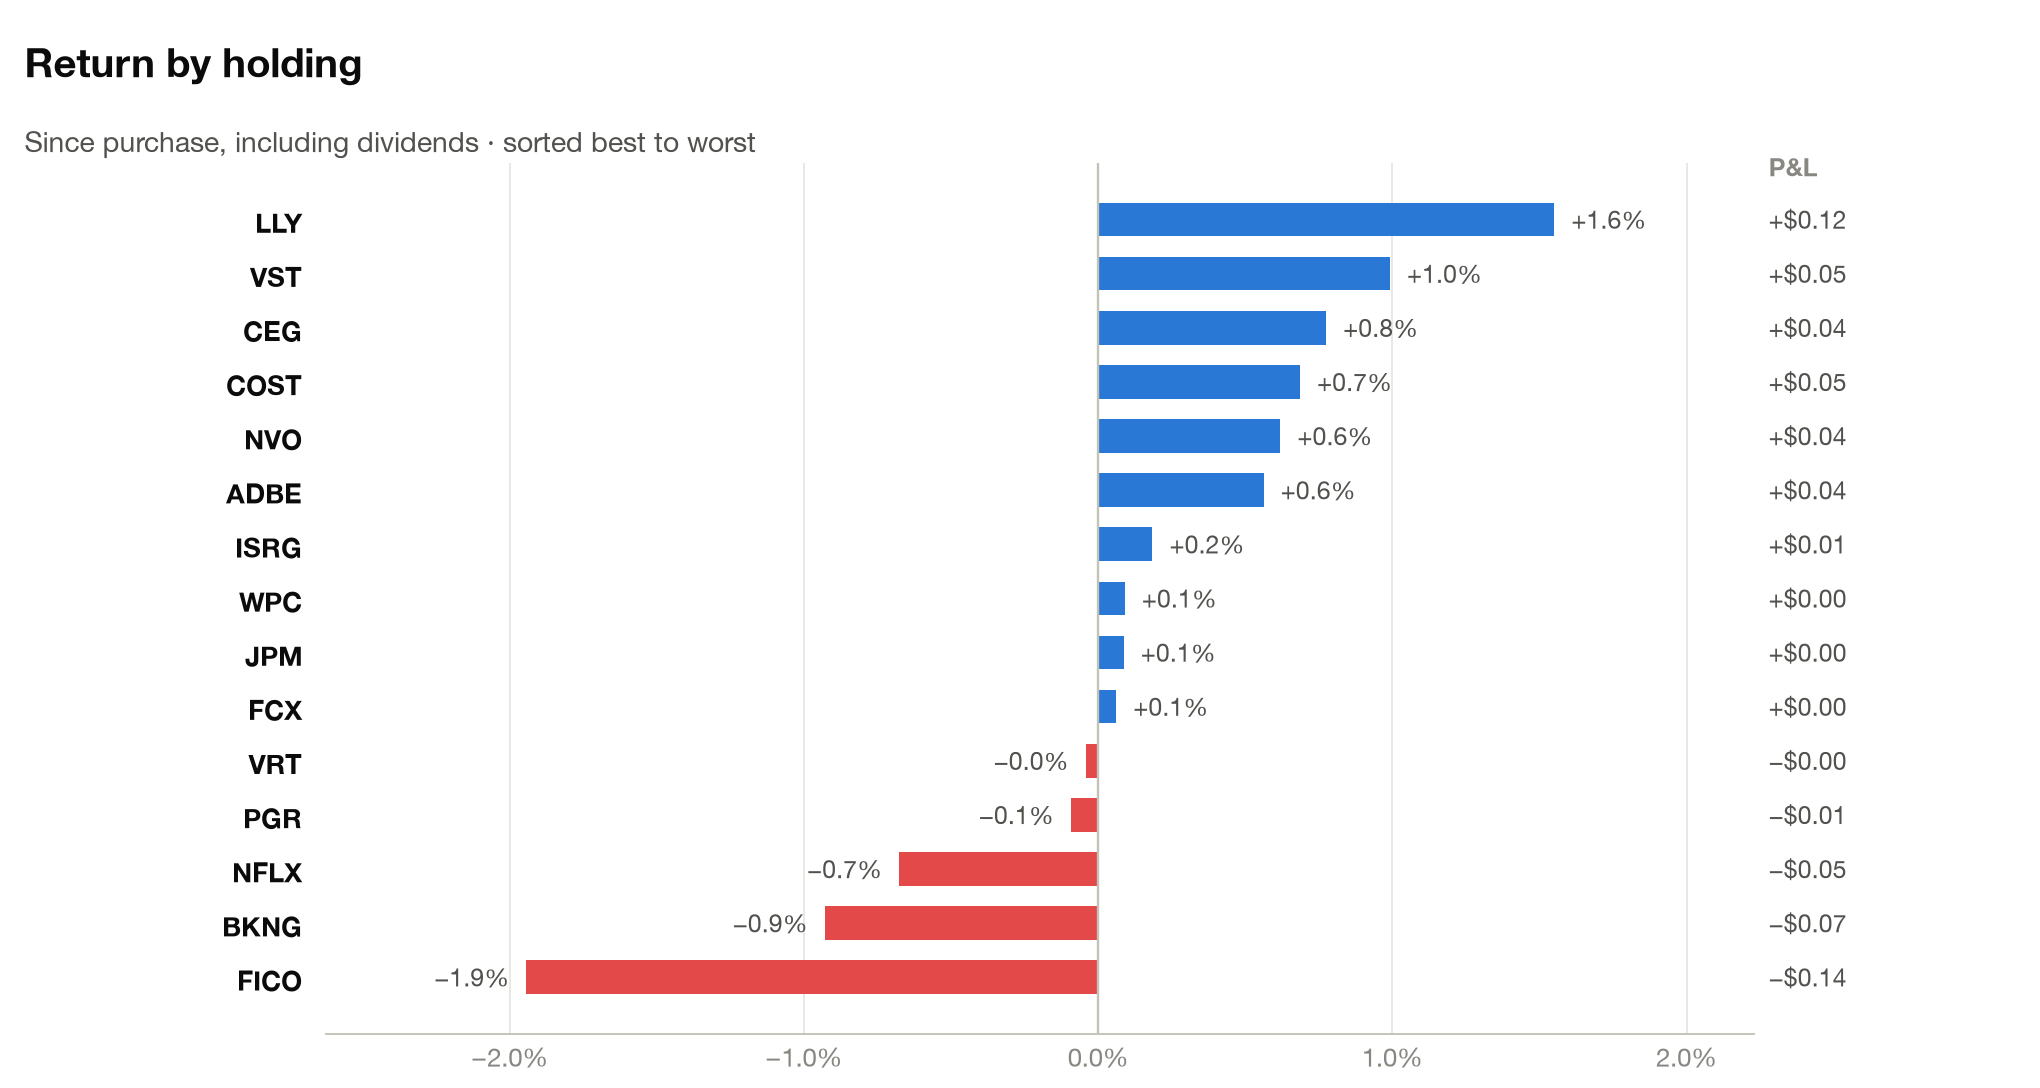 Return by holding
Since purchase, including dividends · sorted best to worst
P&L
LLY +1.6% +$0.12
VST +1.0% +$0.05
CEG +0.8% +$0.04
COST +0.7% +$0.05
NVO +0.6% +$0.04
ADBE +0.6% +$0.04
ISRG +0.2% +$0.01
WPC +0.1% +$0.00
JPM +0.1% +$0.00
FCX +0.1% +$0.00
VRT −0.0% −$0.00
PGR −0.1% −$0.01
NFLX −0.7% −$0.05
BKNG −0.9% −$0.07
FICO −1.9% −$0.14
−2.0% −1.0% 0.0% 1.0% 2.0%